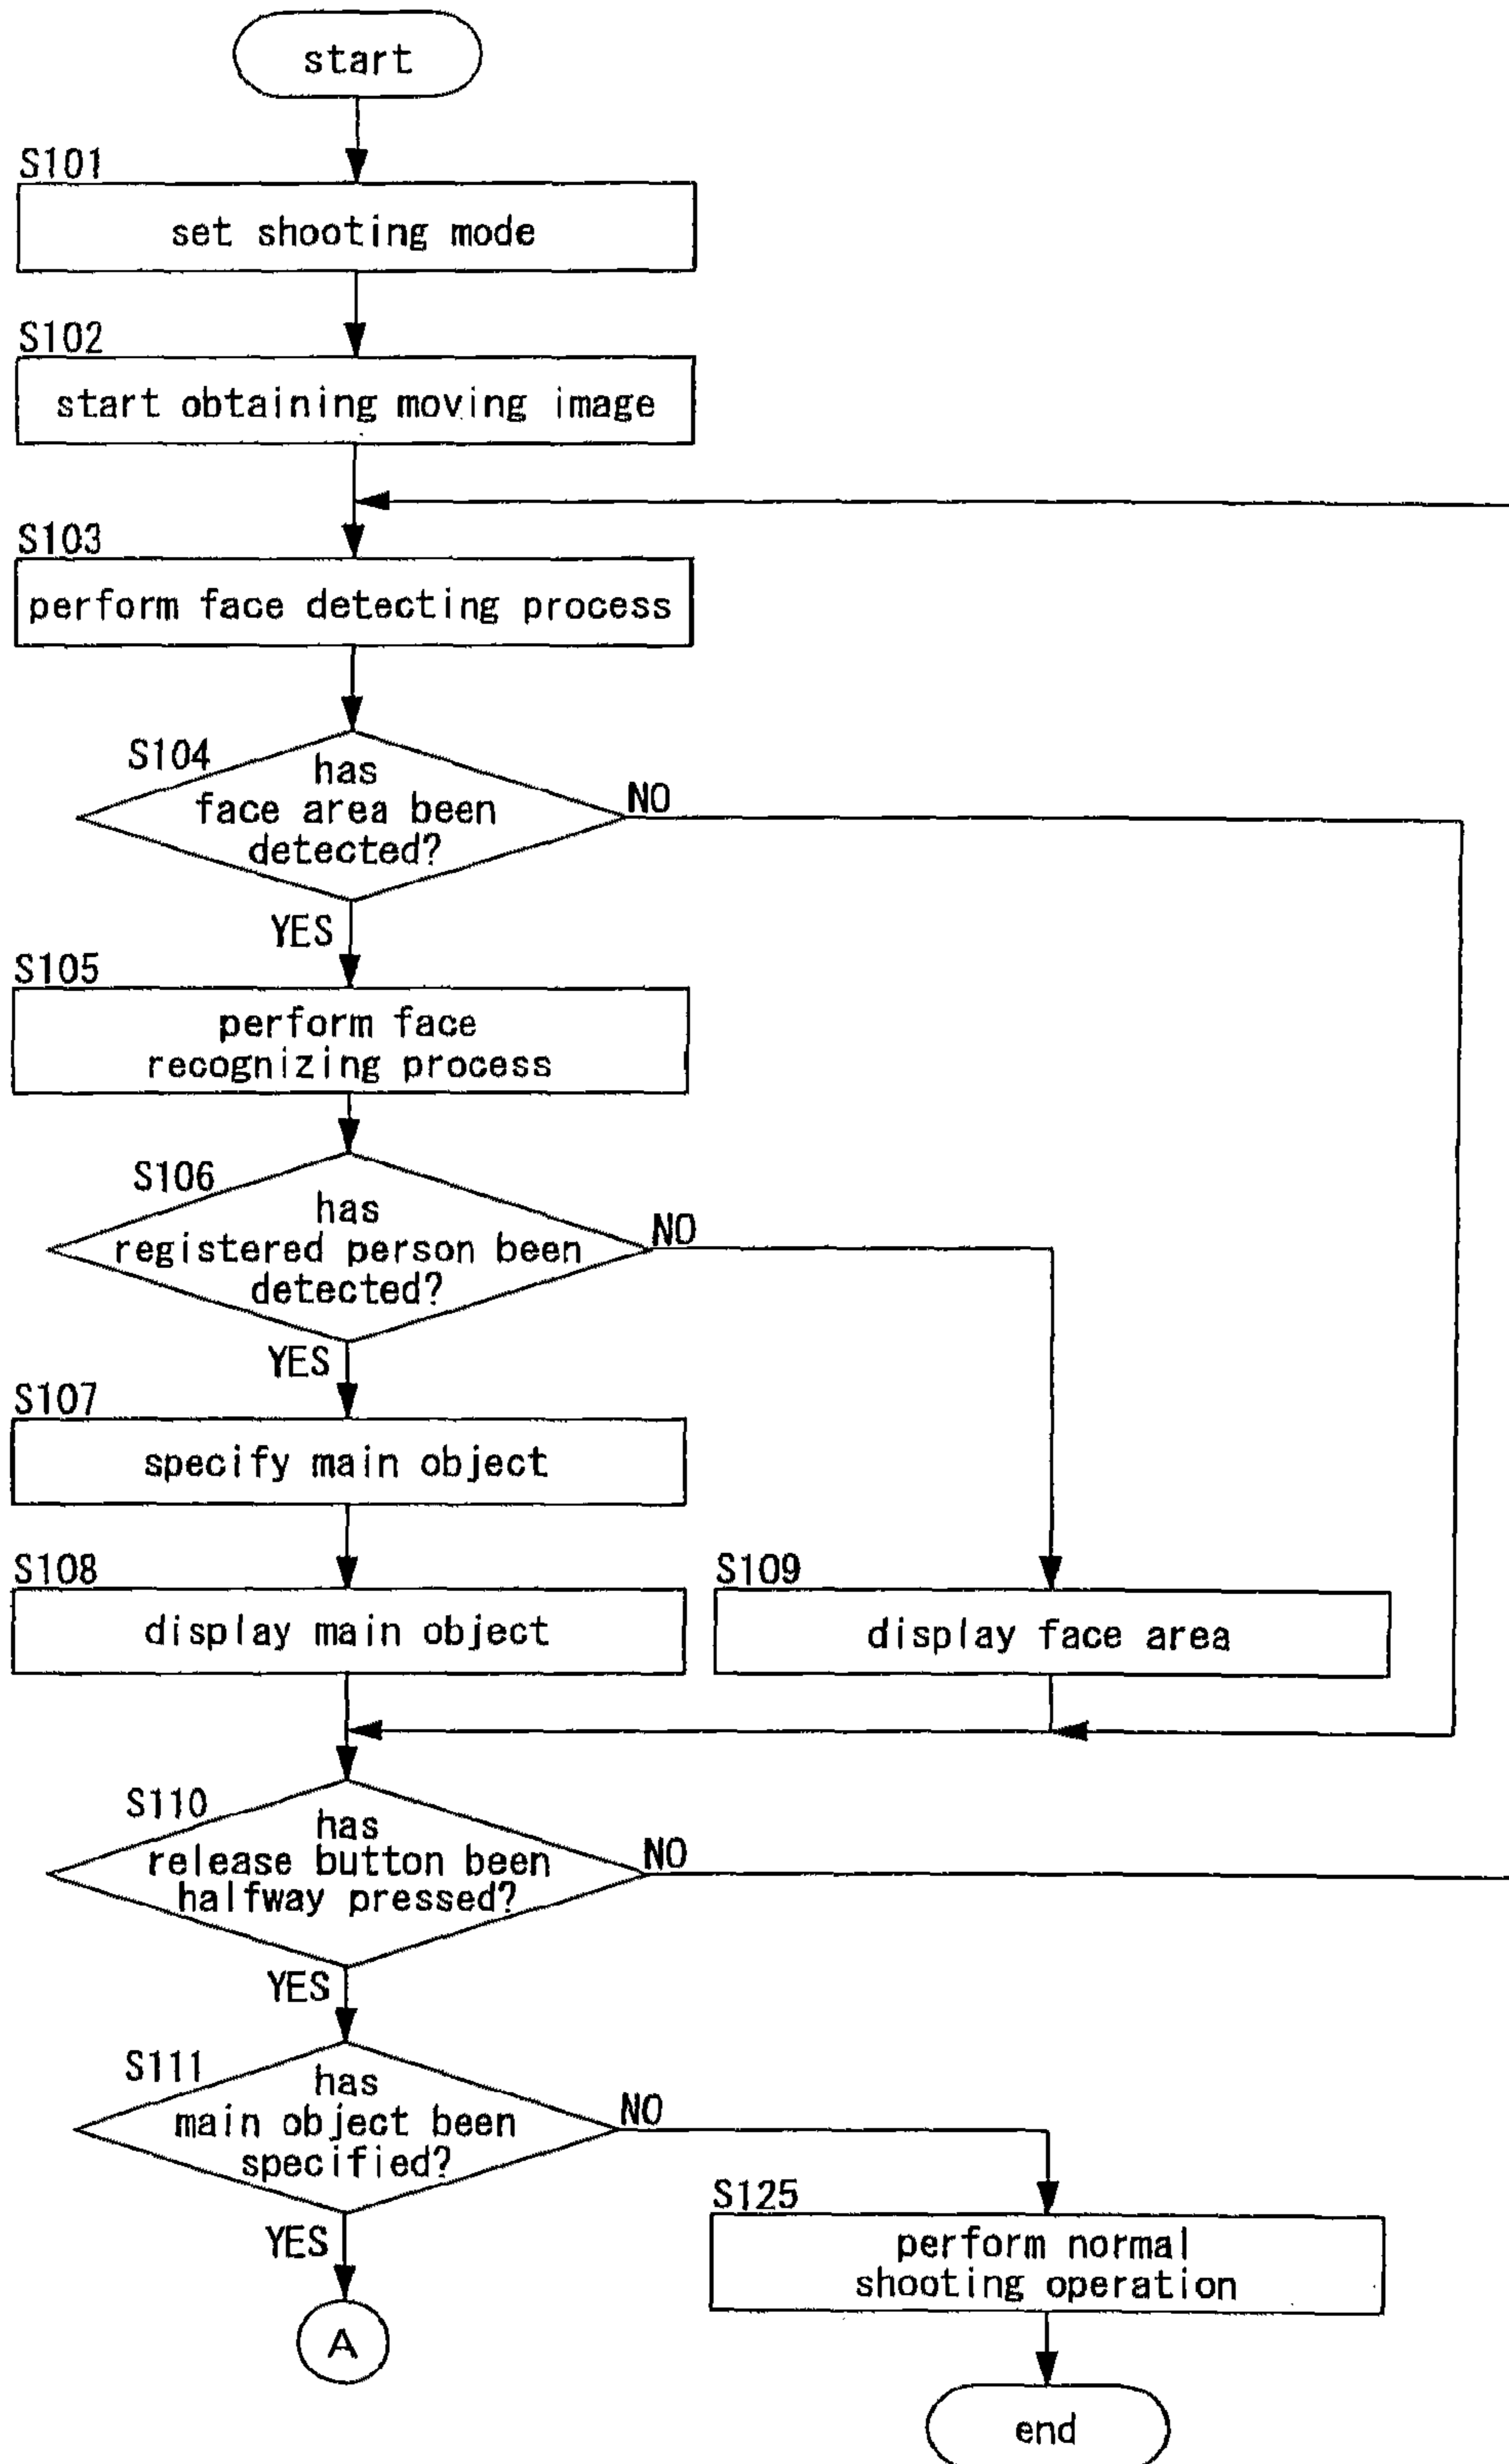 start
S101
set shooting mode
S102
start obtaining moving image
S103
perform face detecting process
S104
has
face area been
detected?
NO
YES
S105
perform face
recognizing process
S106
has
registered person been
detected?
NO
YES
S107
specify main object
S108
display main object
S109
display face area
S110
has
release button been
halfway pressed?
NO
YES
S111
has
main object been
specified?
NO
YES
S125
perform normal
shooting operation
A
end